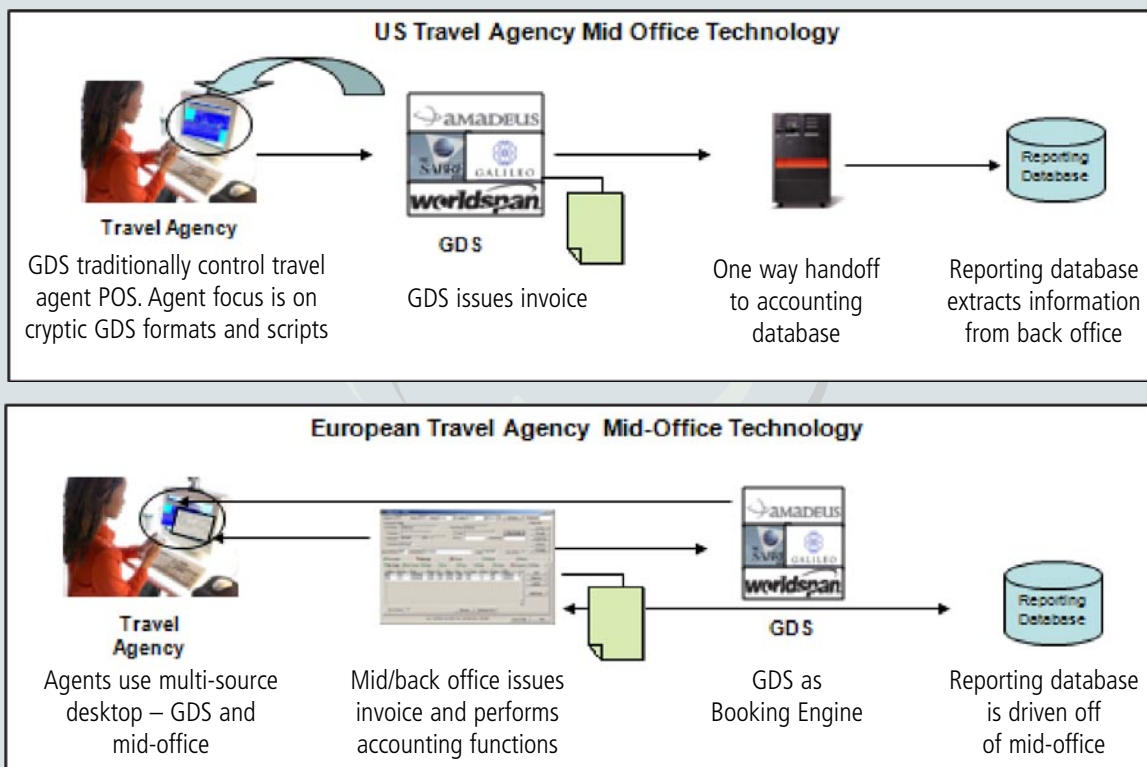 US Travel Agency Mid Office Technology
AMADEUS
SABRE
GALILEO
worldspan
Reporting
Database
Travel Agency
GDS
GDS traditionally control travel
agent POS. Agent focus is on
cryptic GDS formats and scripts
GDS issues invoice
One way handoff
to accounting
database
Reporting database
extracts information
from back office
European Travel Agency Mid-Office Technology
AMADEUS
SABRE
GALILEO
worldspan
Reporting
Database
Travel
Agency
GDS
Agents use multi-source
desktop – GDS and
mid-office
Mid/back office issues
invoice and performs
accounting functions
GDS as
Booking Engine
Reporting database
is driven off
of mid-office